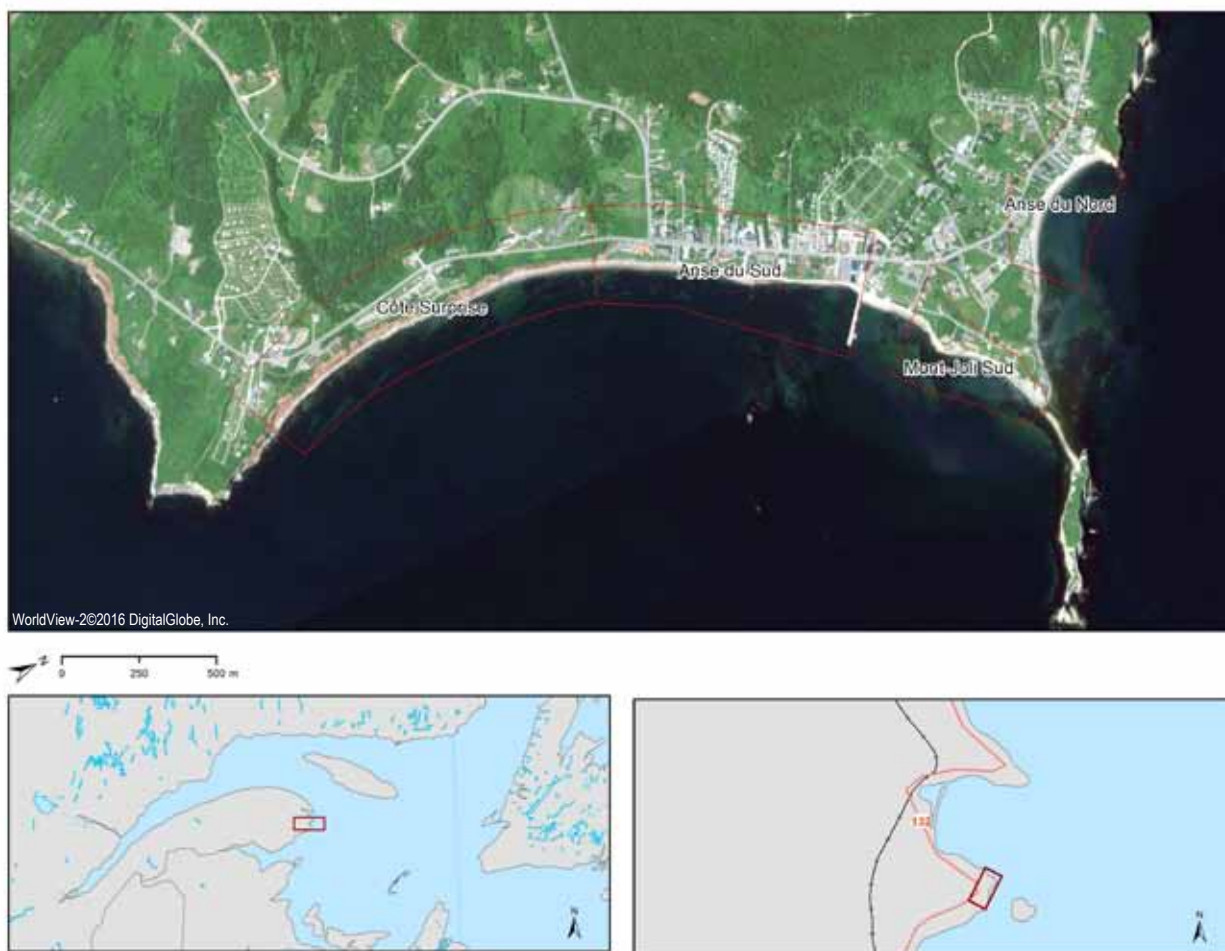 Anse du Nord
Anse du Sud
Côte Surprise
Mont-Joli Sud
WorldView-2©2016 DigitalGlobe, Inc.
N
0 250 500 m
N
132
N